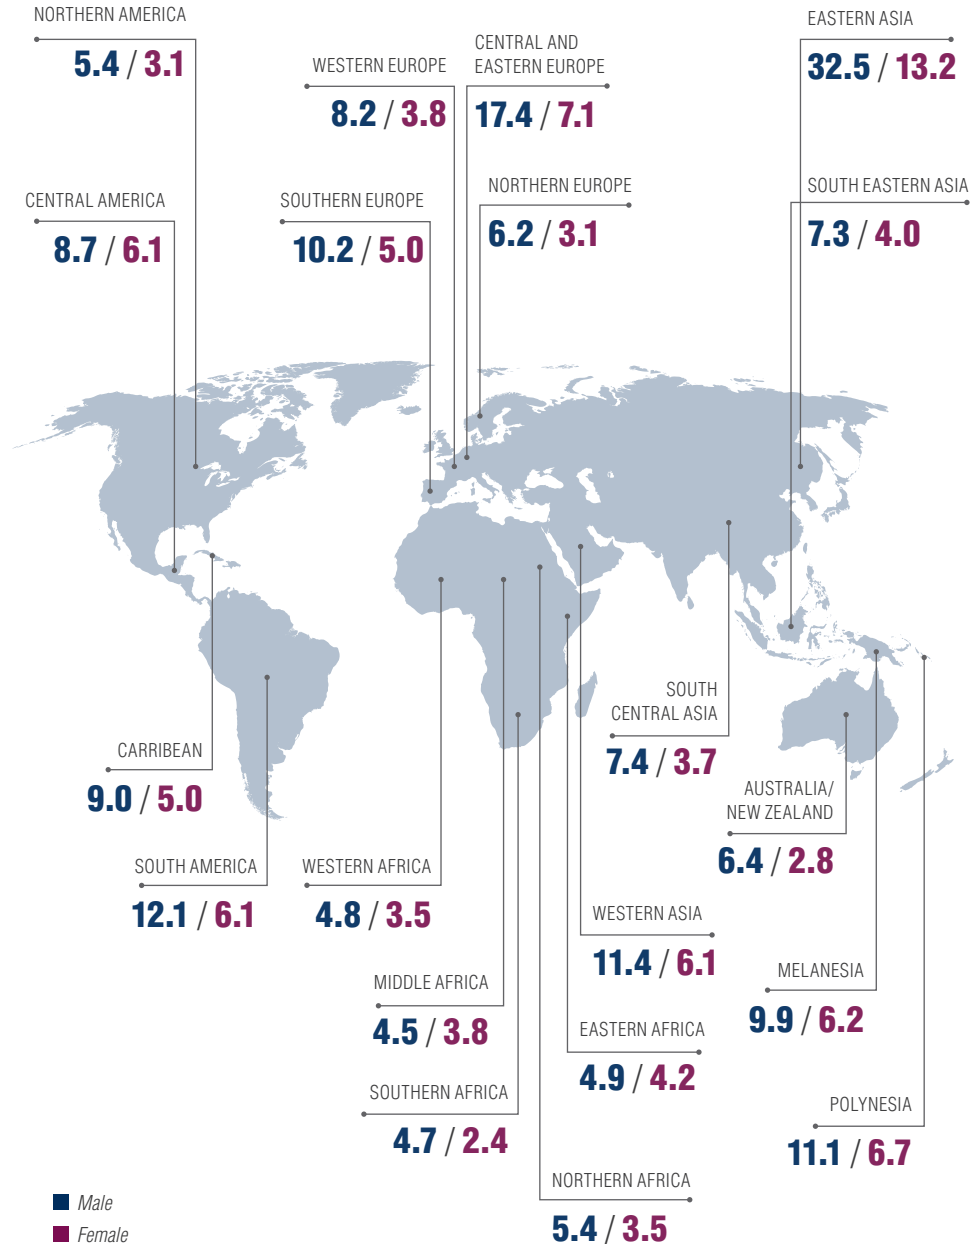 NORTHERN AMERICA
5.4 / 3.1
WESTERN EUROPE
8.2 / 3.8
CENTRAL AND
EASTERN EUROPE
17.4 / 7.1
EASTERN ASIA
32.5 / 13.2
CENTRAL AMERICA
8.7 / 6.1
SOUTHERN EUROPE
10.2 / 5.0
NORTHERN EUROPE
6.2 / 3.1
SOUTH EASTERN ASIA
7.3 / 4.0
CARRIBEAN
9.0 / 5.0
SOUTH
CENTRAL ASIA
7.4 / 3.7
AUSTRALIA/
NEW ZEALAND
6.4 / 2.8
SOUTH AMERICA
12.1 / 6.1
WESTERN AFRICA
4.8 / 3.5
WESTERN ASIA
11.4 / 6.1
MELANESIA
9.9 / 6.2
MIDDLE AFRICA
4.5 / 3.8
EASTERN AFRICA
4.9 / 4.2
SOUTHERN AFRICA
4.7 / 2.4
POLYNESIA
11.1 / 6.7
NORTHERN AFRICA
5.4 / 3.5
Male
Female